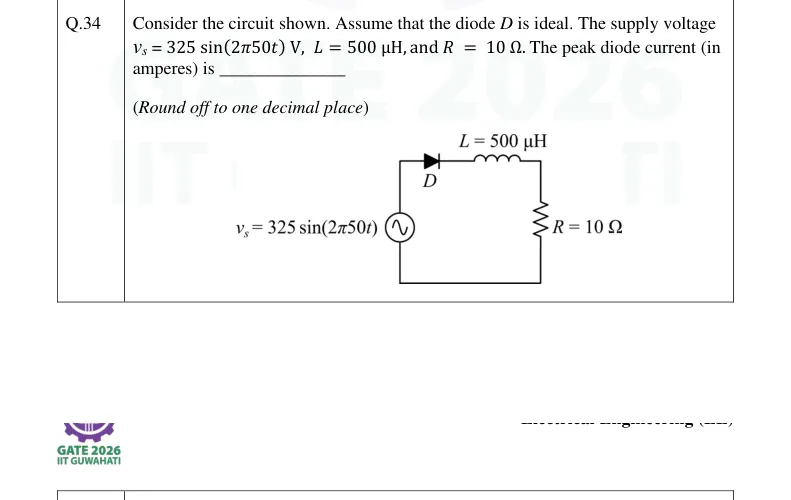 Q.34
Consider the circuit shown. Assume that the diode D is ideal. The supply voltage
vₛ = 325 sin(2π50t) V, L = 500 μH, and R = 10 Ω. The peak diode current (in
amperes) is _______________
(Round off to one decimal place)
L = 500 μH
D
vₛ = 325 sin(2π50t)
R = 10 Ω
GATE 2026
IIT GUWAHATI